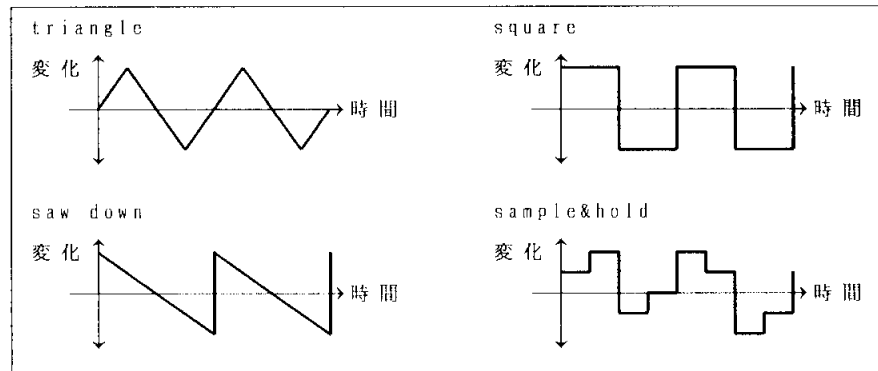 triangle
変化
時間
square
変化
時間
saw down
変化
時間
sample&hold
変化
時間